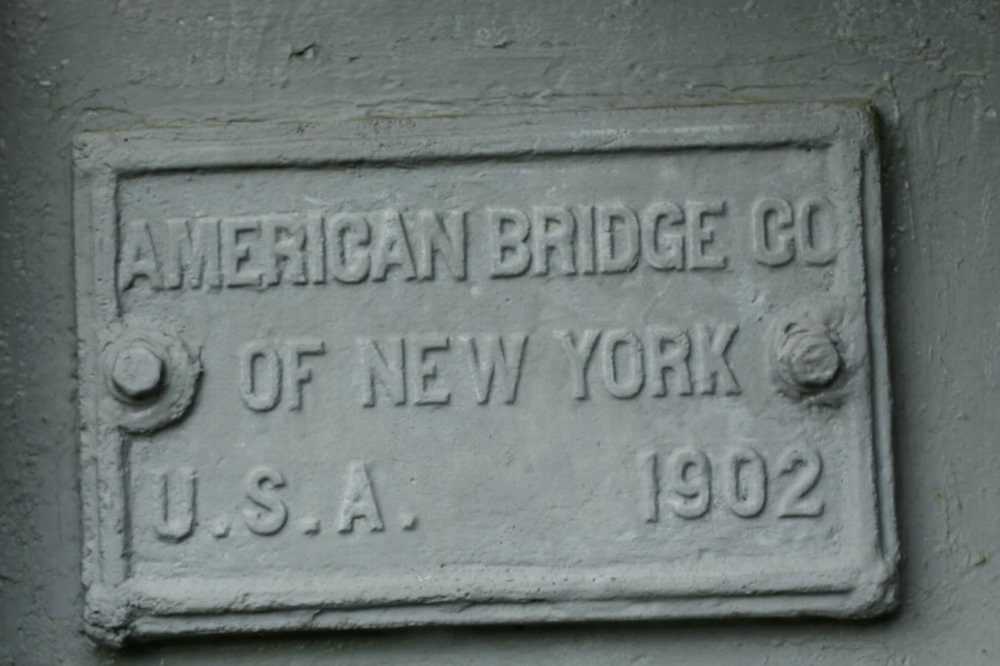 AMERICAN BRIDGE CO
OF NEW YORK
U.S.A. 1902